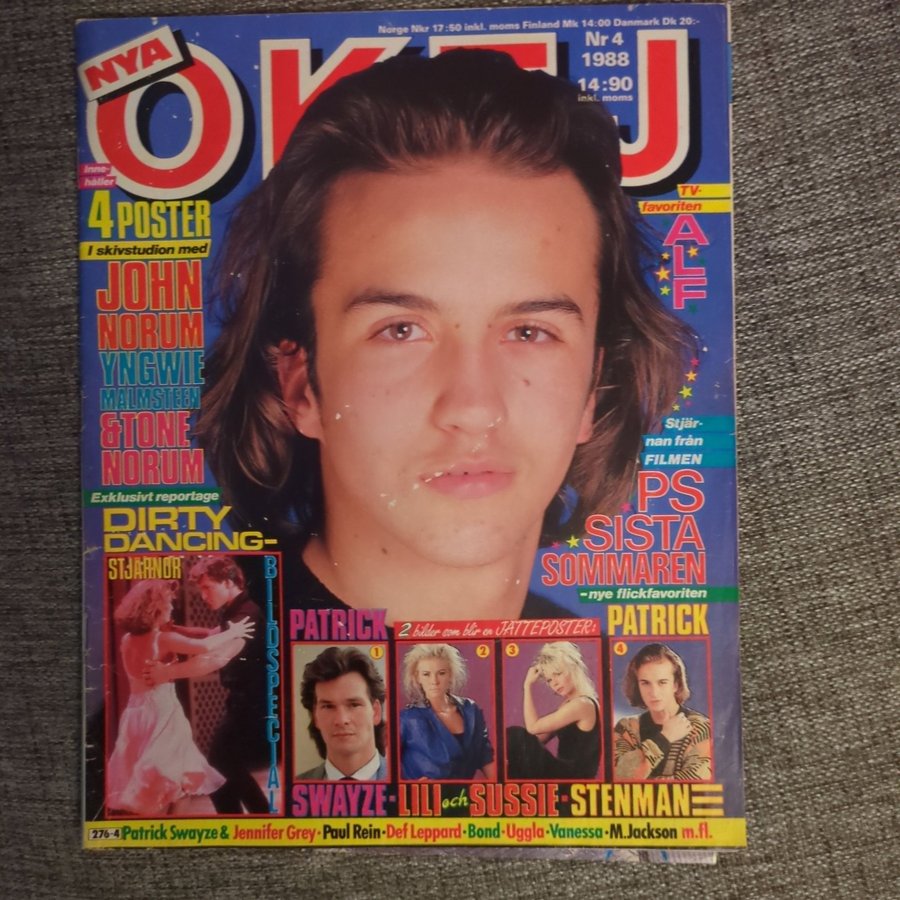 Norge Nkr 17:50 inkl. moms Finland Mk 14:00 Danmark Dk 20:-
NYA
OKEJ
Nr 4
1988
14:90
inkl. moms
Inne-
håller
4 POSTER
I skivstudion med
JOHN
NORUM
YNGWIE
MALMSTEEN
& TONE
NORUM
Exklusivt reportage
DIRTY
DANCING-
STJÄRNOR
BILDSPECIAL
TV-
favoriten
ALF
Stjär-
nan från
FILMEN
PS
SISTA
SOMMAREN
-nye flickfavoriten
PATRICK
2 bilder som blir en JÄTTEPOSTER!
PATRICK
1
2
3
4
SWAYZE-LILI och SUSSIE-STENMAN
276-4 Patrick Swayze & Jennifer Grey·Paul Rein·Def Leppard·Bond·Uggla·Vanessa·M.Jackson m.fl.